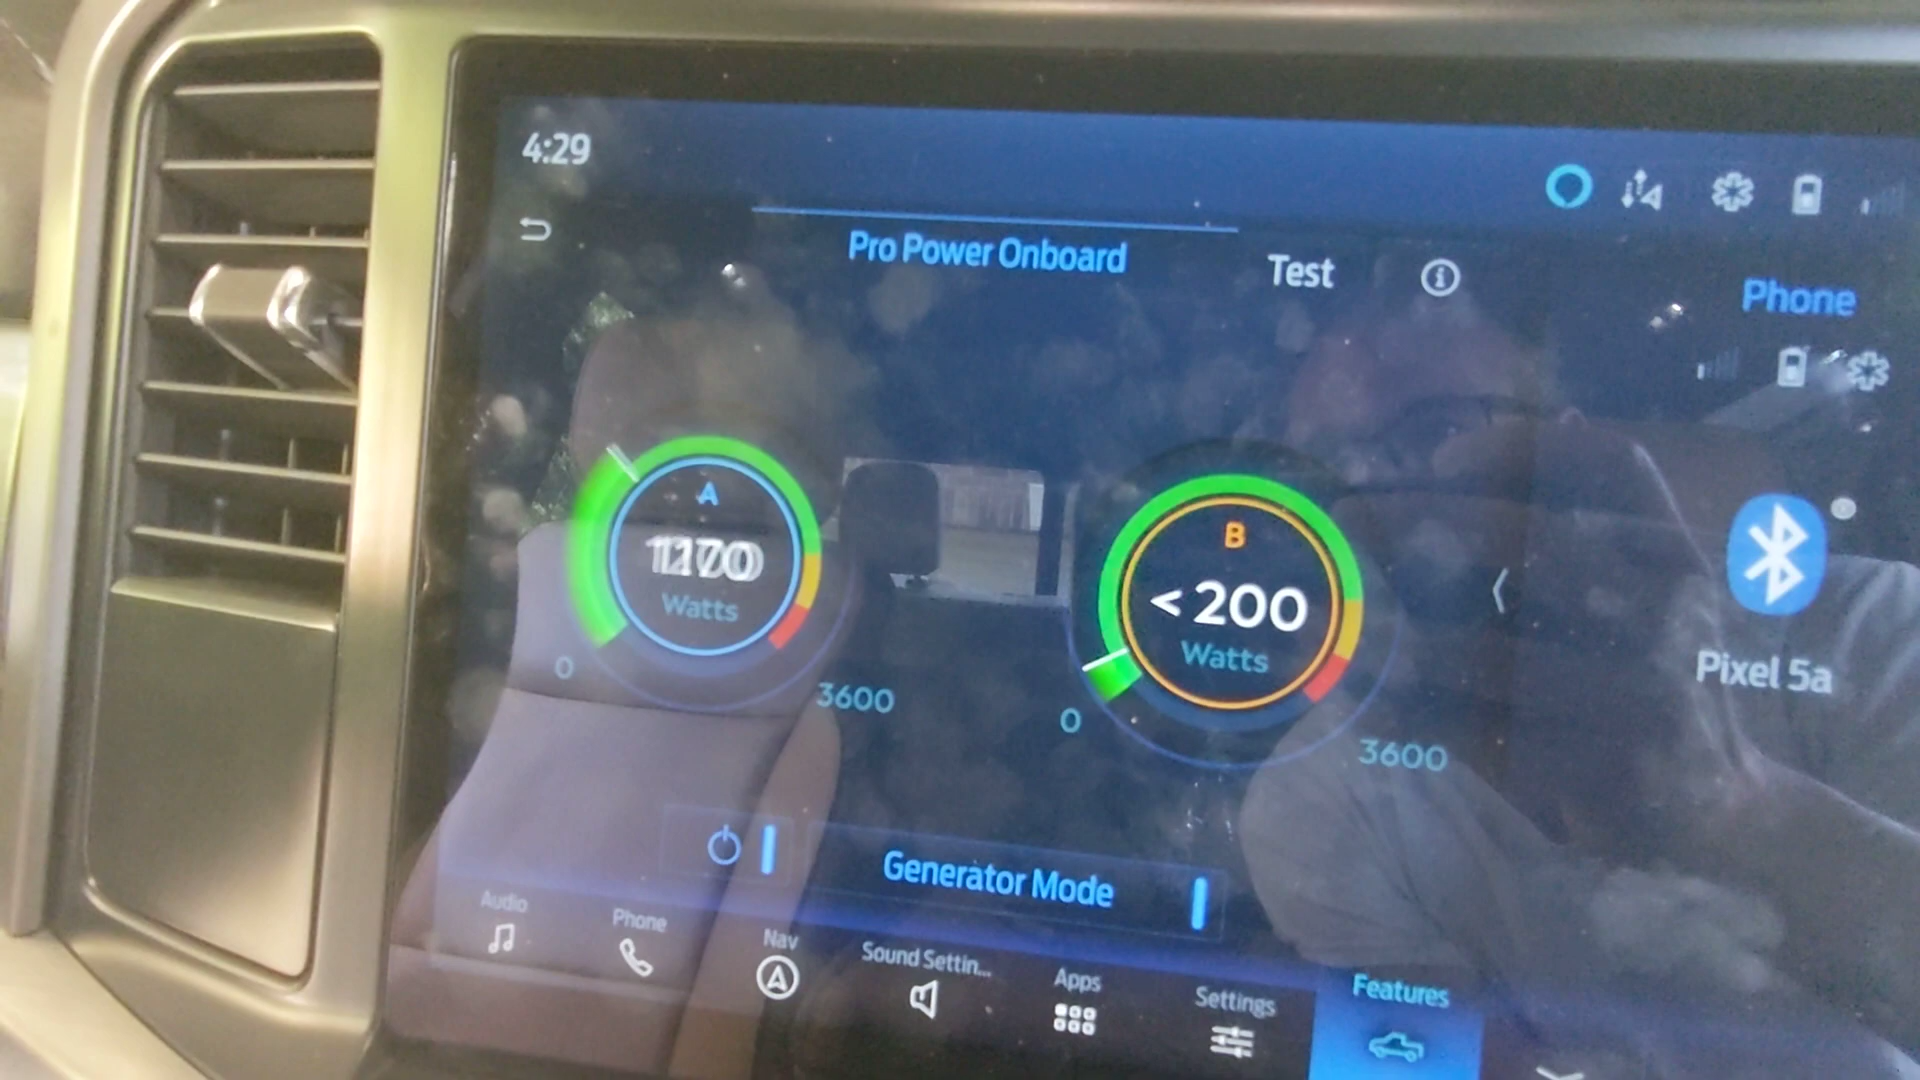 4:29
Pro Power Onboard
Test
Phone
A
Watts
0
3600
B
< 200
Watts
0
3600
Pixel 5a
Generator Mode
Audio
Phone
Nav
Sound Settin...
Apps
Settings
Features